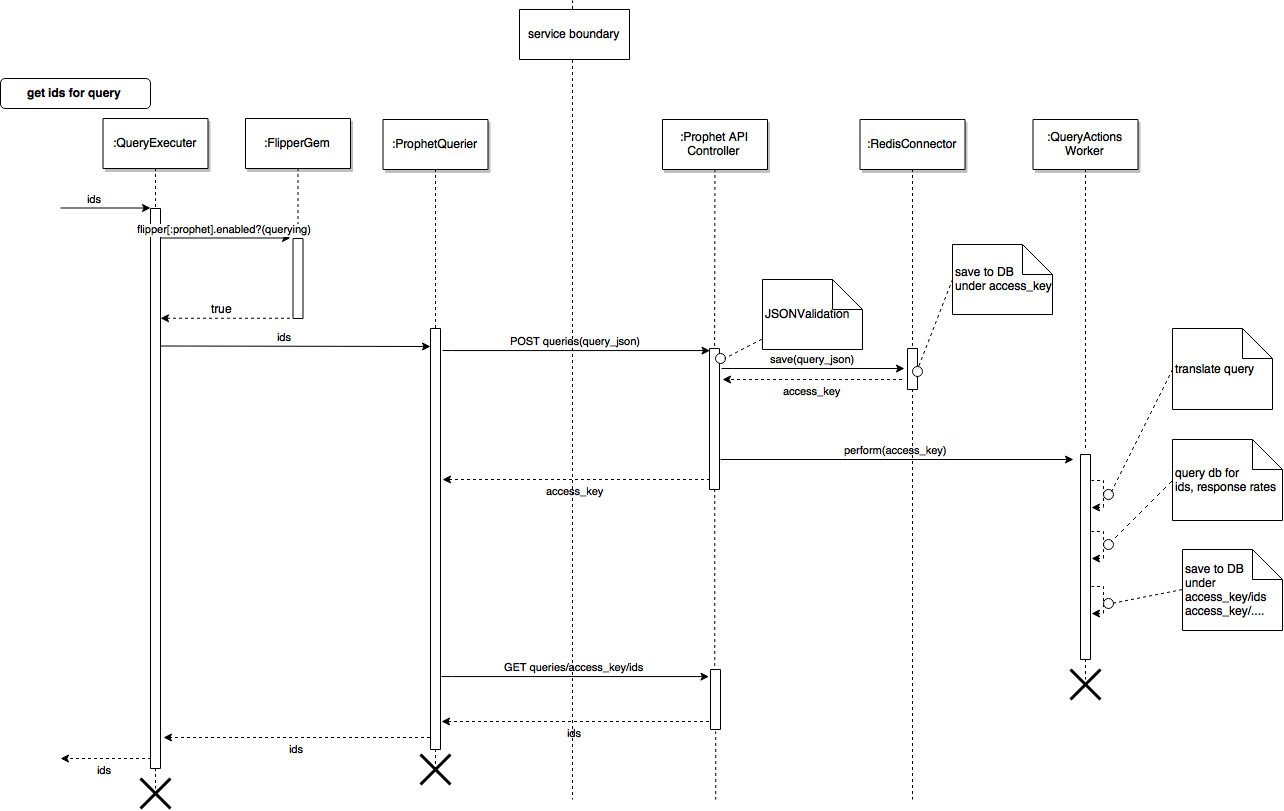 service boundary
get ids for query
:QueryExecuter
:FlipperGem
:ProphetQuerier
:Prophet API
Controller
:RedisConnector
:QueryActions
Worker
ids
flipper[:prophet].enabled?(querying)
true
ids
POST queries(query_json)
JSONValidation
save(query_json)
access_key
save to DB
under access_key
translate query
perform(access_key)
access_key
query db for
ids, response rates
save to DB
under
access_key/ids
access_key/....
GET queries/access_key/ids
ids
ids
ids